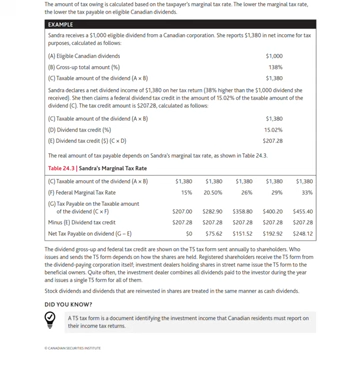 The amount of tax owing is calculated based on the taxpayer's marginal tax rate. The lower the marginal tax rate,
the lower the tax payable on eligible Canadian dividends.
EXAMPLE
Sandra receives a $1,000 eligible dividend from a Canadian corporation. She reports $1,380 in net income for tax
purposes, calculated as follows:
(A) Eligible Canadian dividends $1,000
(B) Gross-up total amount (%) 138%
(C) Taxable amount of the dividend (A x B) $1,380
Sandra declares a net dividend income of $1,380 on her tax return (38% higher than the $1,000 dividend she
received). She then claims a federal dividend tax credit in the amount of 15.02% of the taxable amount of the
dividend (C). The tax credit amount is $207.28, calculated as follows:
(C) Taxable amount of the dividend (A x B) $1,380
(D) Dividend tax credit (%) 15.02%
(E) Dividend tax credit ($) (C x D) $207.28
The real amount of tax payable depends on Sandra's marginal tax rate, as shown in Table 24.3.
Table 24.3 | Sandra's Marginal Tax Rate
(C) Taxable amount of the dividend (A x B) $1,380 $1,380 $1,380 $1,380 $1,380
(F) Federal Marginal Tax Rate 15% 20.50% 26% 29% 33%
(G) Tax Payable on the Taxable amount
of the dividend (C x F) $207.00 $282.90 $358.80 $400.20 $455.40
Minus (E) Dividend tax credit $207.28 $207.28 $207.28 $207.28 $207.28
Net Tax Payable on dividend (G – E) $0 $75.62 $151.52 $192.92 $248.12
The dividend gross-up and federal tax credit are shown on the T5 tax form sent annually to shareholders. Who
issues and sends the T5 form depends on how the shares are held. Registered shareholders receive the T5 form from
the dividend-paying corporation itself; investment dealers holding shares in street name issue the T5 form to the
beneficial owners. Quite often, the investment dealer combines all dividends paid to the investor during the year
and issues a single T5 form for all of them.
Stock dividends and dividends that are reinvested in shares are treated in the same manner as cash dividends.
DID YOU KNOW?
A T5 tax form is a document identifying the investment income that Canadian residents must report on
their income tax returns.
© CANADIAN SECURITIES INSTITUTE